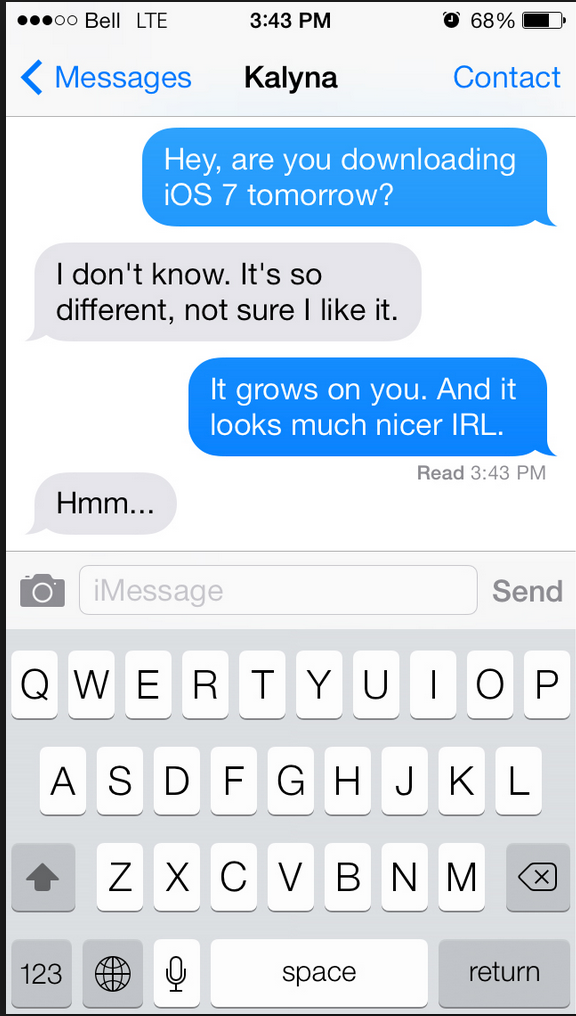 Bell LTE 3:43 PM 68%
Messages Kalyna Contact
Hey, are you downloading
iOS 7 tomorrow?
I don't know. It's so
different, not sure I like it.
It grows on you. And it
looks much nicer IRL.
Read 3:43 PM
Hmm...
iMessage Send
Q W E R T Y U I O P
A S D F G H J K L
Z X C V B N M
123 space return